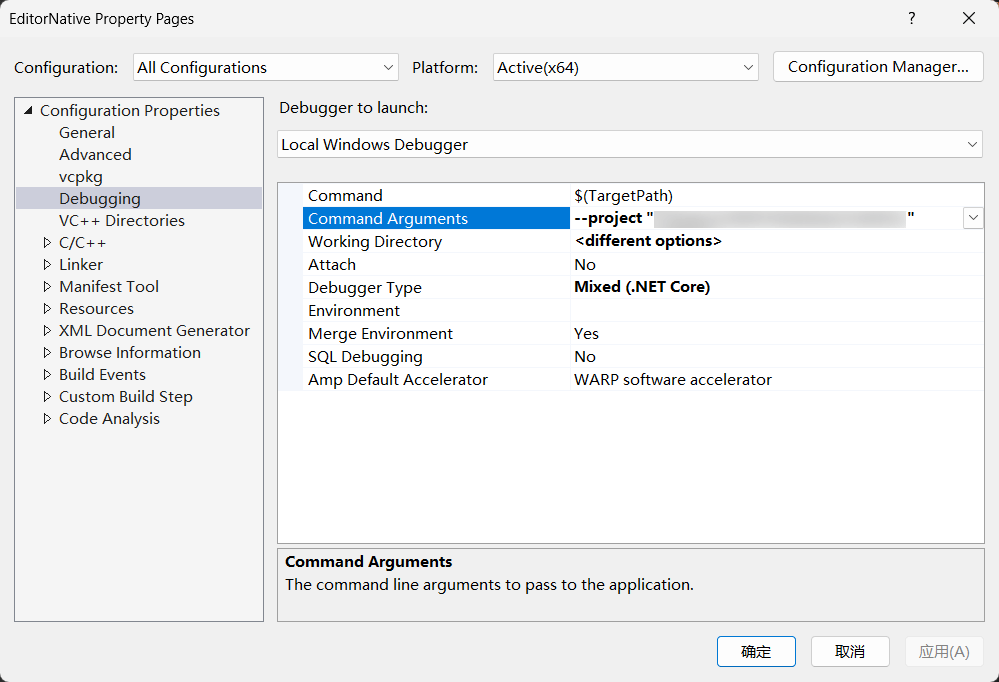 EditorNative Property Pages
?
Configuration: All Configurations Platform: Active(x64) Configuration Manager...
Configuration Properties
General
Advanced
vcpkg
Debugging
VC++ Directories
C/C++
Linker
Manifest Tool
Resources
XML Document Generator
Browse Information
Build Events
Custom Build Step
Code Analysis
Debugger to launch:
Local Windows Debugger
Command $(TargetPath)
Command Arguments --project " "
Working Directory <different options>
Attach No
Debugger Type Mixed (.NET Core)
Environment
Merge Environment Yes
SQL Debugging No
Amp Default Accelerator WARP software accelerator
Command Arguments
The command line arguments to pass to the application.
确定 取消 应用(A)